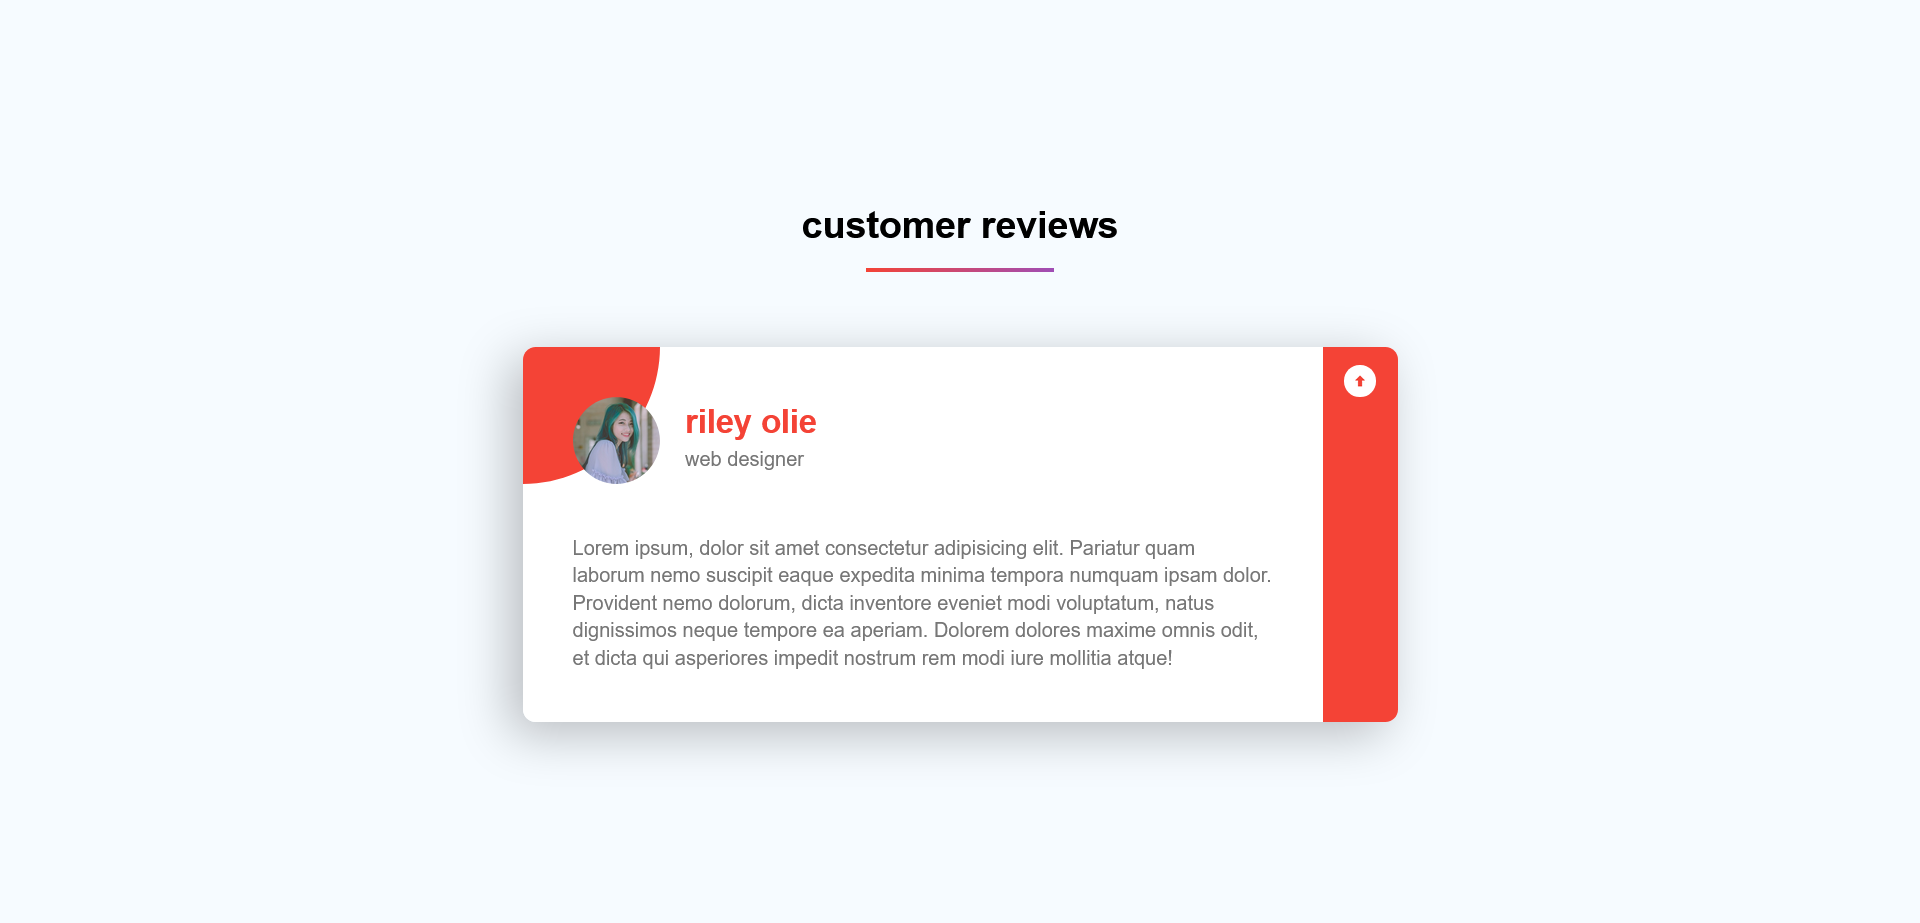 customer reviews
riley olie
web designer
Lorem ipsum, dolor sit amet consectetur adipisicing elit. Pariatur quam
laborum nemo suscipit eaque expedita minima tempora numquam ipsam dolor.
Provident nemo dolorum, dicta inventore eveniet modi voluptatum, natus
dignissimos neque tempore ea aperiam. Dolorem dolores maxime omnis odit,
et dicta qui asperiores impedit nostrum rem modi iure mollitia atque!